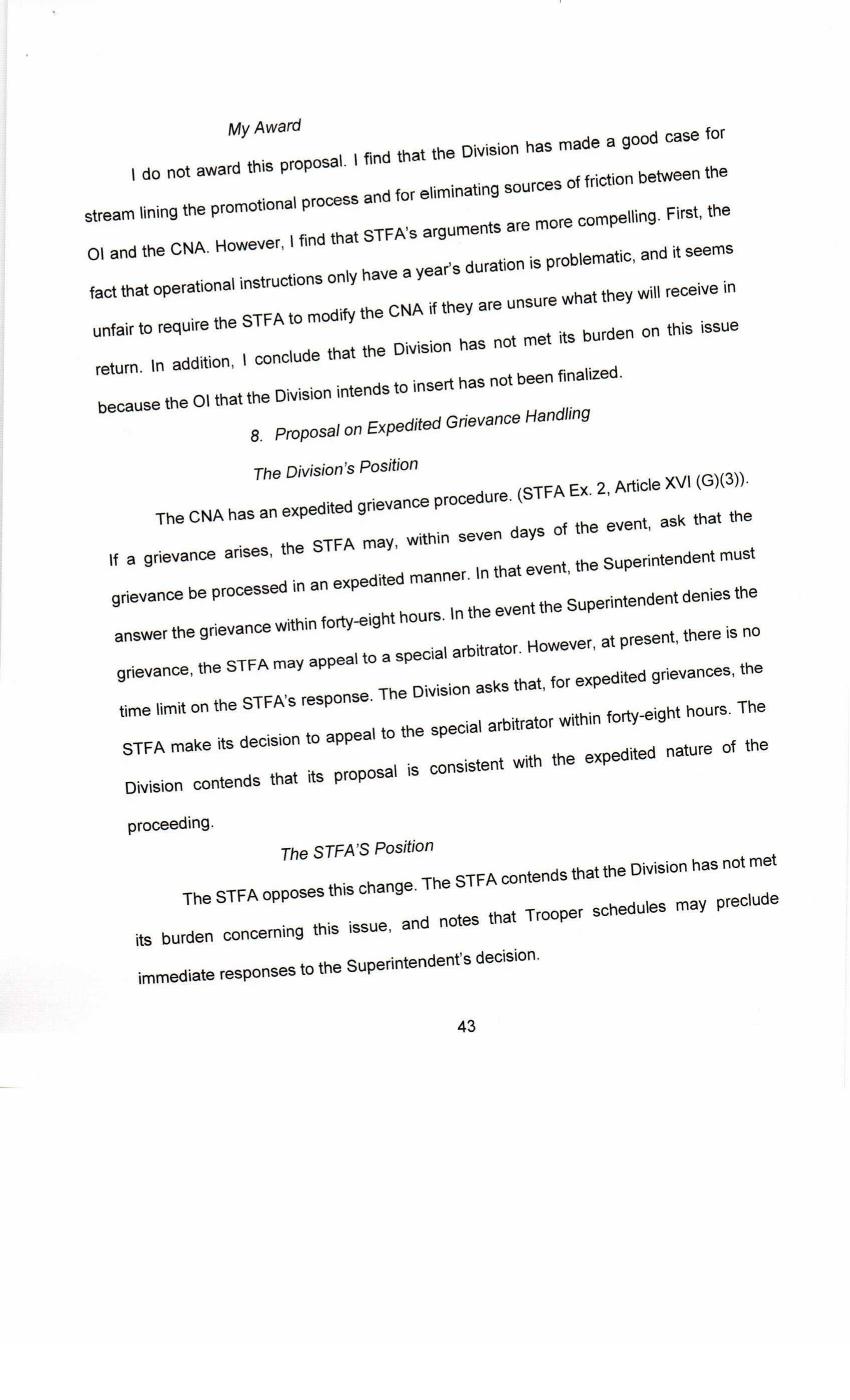 My Award
I do not award this proposal. I find that the Division has made a good case for
stream lining the promotional process and for eliminating sources of friction between the
OI and the CNA. However, I find that STFA's arguments are more compelling. First, the
fact that operational instructions only have a year's duration is problematic, and it seems
unfair to require the STFA to modify the CNA if they are unsure what they will receive in
return. In addition, I conclude that the Division has not met its burden on this issue
because the OI that the Division intends to insert has not been finalized.
8. Proposal on Expedited Grievance Handling
The Division's Position
The CNA has an expedited grievance procedure. (STFA Ex. 2, Article XVI (G)(3)).
If a grievance arises, the STFA may, within seven days of the event, ask that the
grievance be processed in an expedited manner. In that event, the Superintendent must
answer the grievance within forty-eight hours. In the event the Superintendent denies the
grievance, the STFA may appeal to a special arbitrator. However, at present, there is no
time limit on the STFA's response. The Division asks that, for expedited grievances, the
STFA make its decision to appeal to the special arbitrator within forty-eight hours. The
Division contends that its proposal is consistent with the expedited nature of the
proceeding.
The STFA'S Position
The STFA opposes this change. The STFA contends that the Division has not met
its burden concerning this issue, and notes that Trooper schedules may preclude
immediate responses to the Superintendent's decision.
43